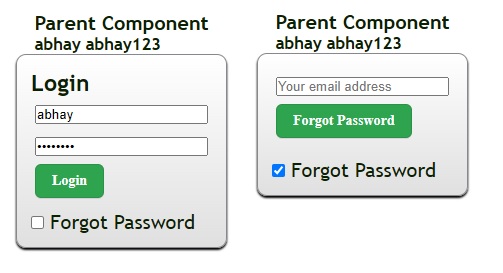 Parent Component
abhay abhay123
Login
abhay
••••••••
Login
Forgot Password
Parent Component
abhay abhay123
Your email address
Forgot Password
Forgot Password